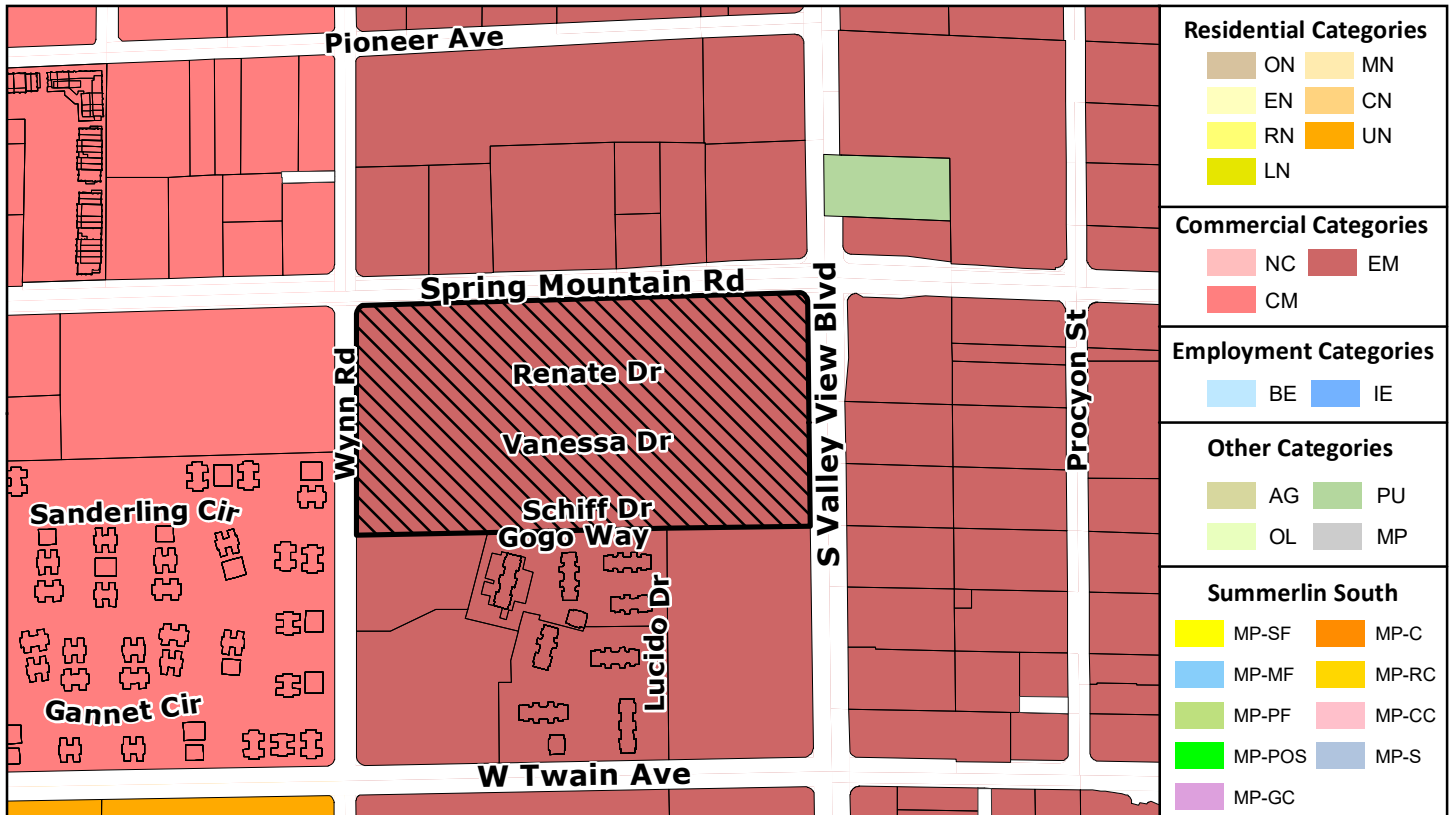 Pioneer Ave
Spring Mountain Rd
Wynn Rd
Renate Dr
Vanessa Dr
Schiff Dr
Gogo Way
S Valley View Blvd
Procyon St
Sanderling Cir
Gannet Cir
Lucido Dr
W Twain Ave
Residential Categories
ON MN
EN CN
RN UN
LN
Commercial Categories
NC EM
CM
Employment Categories
BE IE
Other Categories
AG PU
OL MP
Summerlin South
MP-SF MP-C
MP-MF MP-RC
MP-PF MP-CC
MP-POS MP-S
MP-GC